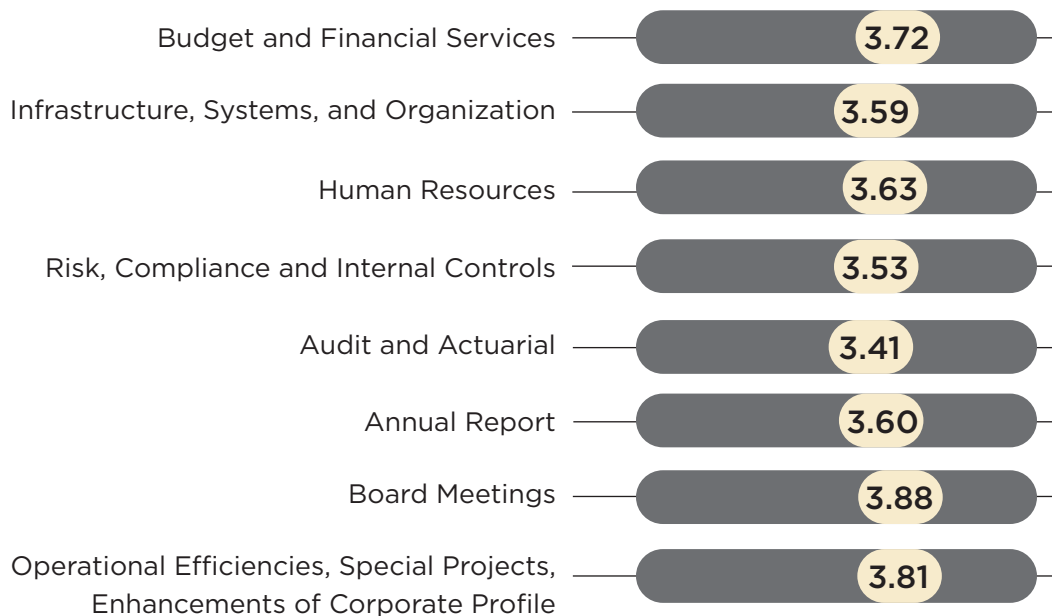 Budget and Financial Services 3.72
Infrastructure, Systems, and Organization 3.59
Human Resources 3.63
Risk, Compliance and Internal Controls 3.53
Audit and Actuarial 3.41
Annual Report 3.60
Board Meetings 3.88
Operational Efficiencies, Special Projects,
Enhancements of Corporate Profile 3.81